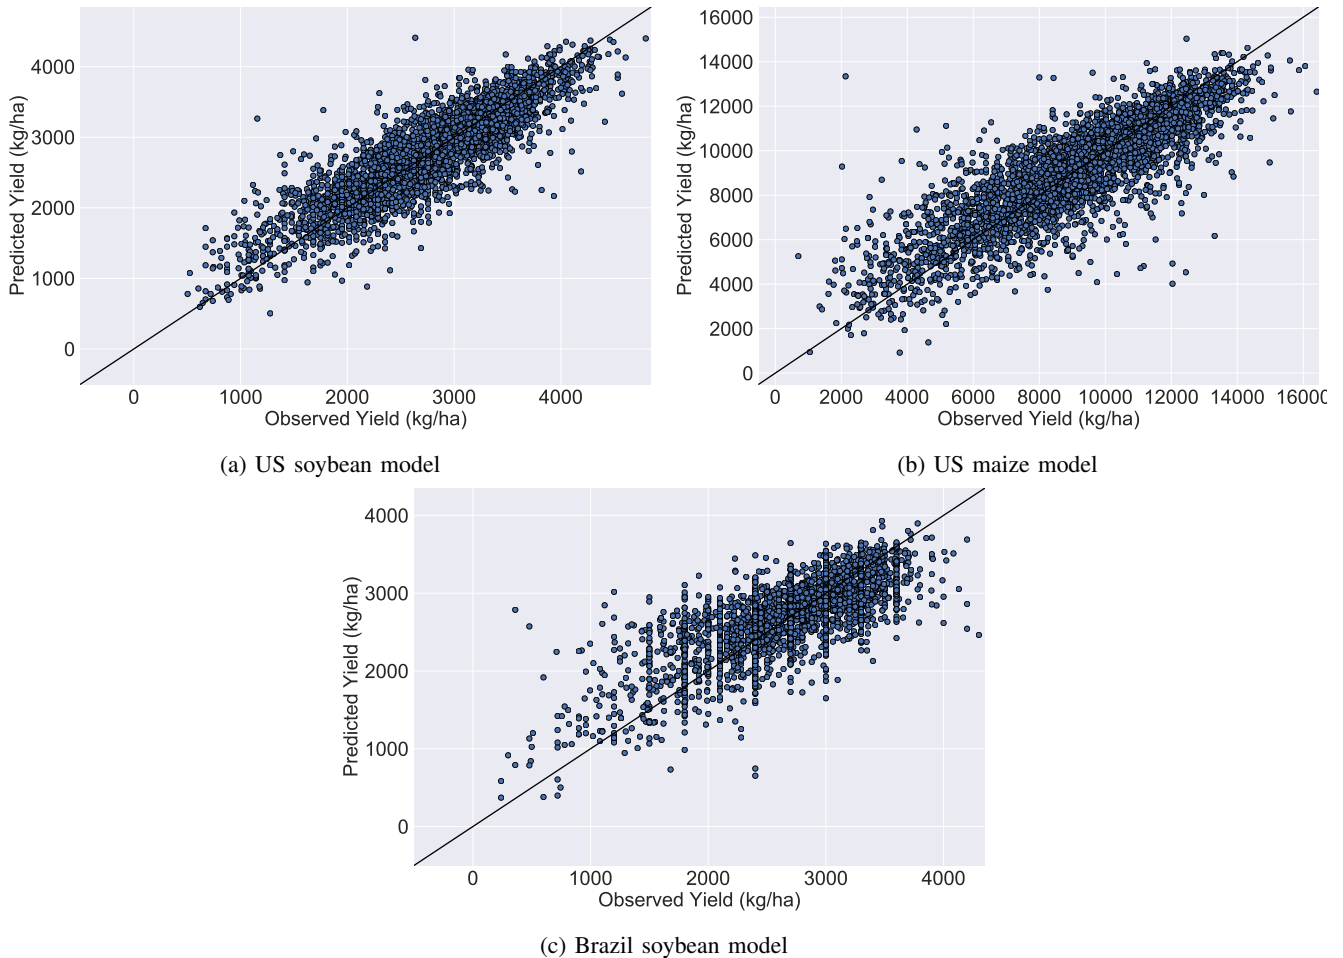 4000
3000
2000
1000
0
Predicted Yield (kg/ha)
0 1000 2000 3000 4000
Observed Yield (kg/ha)
(a) US soybean model
16000
14000
12000
10000
8000
6000
4000
2000
0
Predicted Yield (kg/ha)
0 2000 4000 6000 8000 10000 12000 14000 16000
Observed Yield (kg/ha)
(b) US maize model
4000
3000
2000
1000
0
Predicted Yield (kg/ha)
0 1000 2000 3000 4000
Observed Yield (kg/ha)
(c) Brazil soybean model